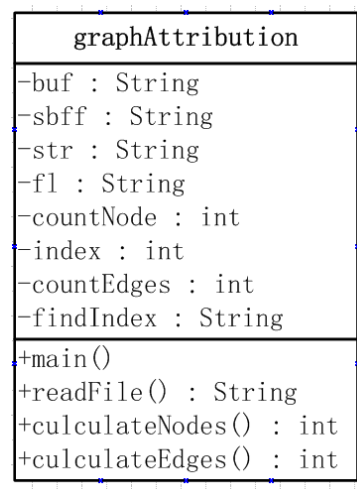 graphAttribution
-buf : String
-sbff : String
-str : String
-fl : String
-countNode : int
-index : int
-countEdges : int
-findIndex : String
+main()
+readFile() : String
+culculateNodes() : int
+culculateEdges() : int